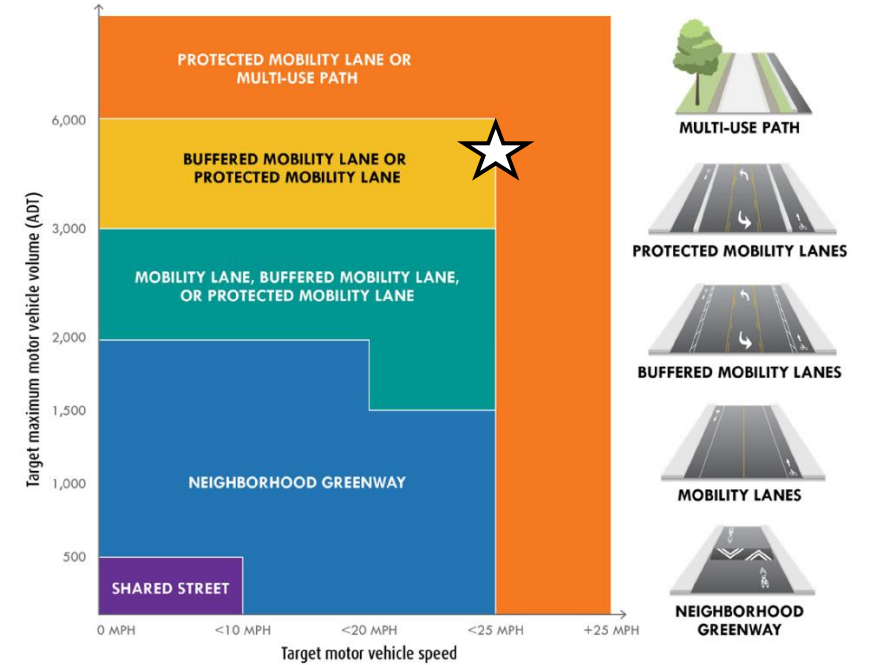 PROTECTED MOBILITY LANE OR
MULTI-USE PATH
6,000
BUFFERED MOBILITY LANE OR
PROTECTED MOBILITY LANE
3,000
MOBILITY LANE, BUFFERED MOBILITY LANE,
OR PROTECTED MOBILITY LANE
2,000
1,500
NEIGHBORHOOD GREENWAY
1,000
500
SHARED STREET
0 MPH
<10 MPH
<20 MPH
<25 MPH
+25 MPH
Target motor vehicle speed
Target maximum motor vehicle volume (ADT)
MULTI-USE PATH
PROTECTED MOBILITY LANES
BUFFERED MOBILITY LANES
MOBILITY LANES
NEIGHBORHOOD
GREENWAY